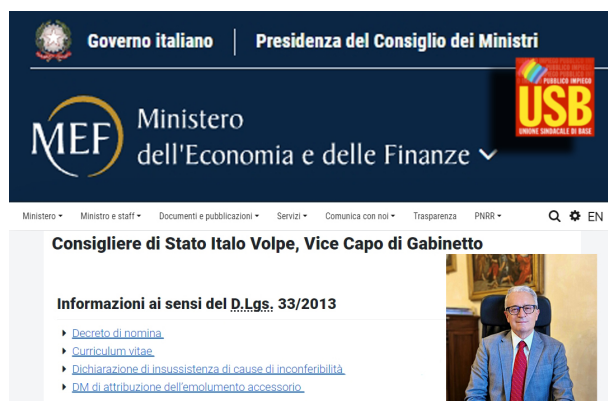 Governo italiano | Presidenza del Consiglio dei Ministri
PUBBLICO IMPIEGO
USB
UNIONE SINDACALE DI BASE
MEF
Ministero
dell'Economia e delle Finanze
Ministero Ministro e staff Documenti e pubblicazioni Servizi Comunica con noi Trasparenza PNRR EN
Consigliere di Stato Italo Volpe, Vice Capo di Gabinetto
Informazioni ai sensi del D.Lgs. 33/2013
Decreto di nomina
Curriculum vitae
Dichiarazione di insussistenza di cause di inconferibilità
DM di attribuzione dell'emolumento accessorio